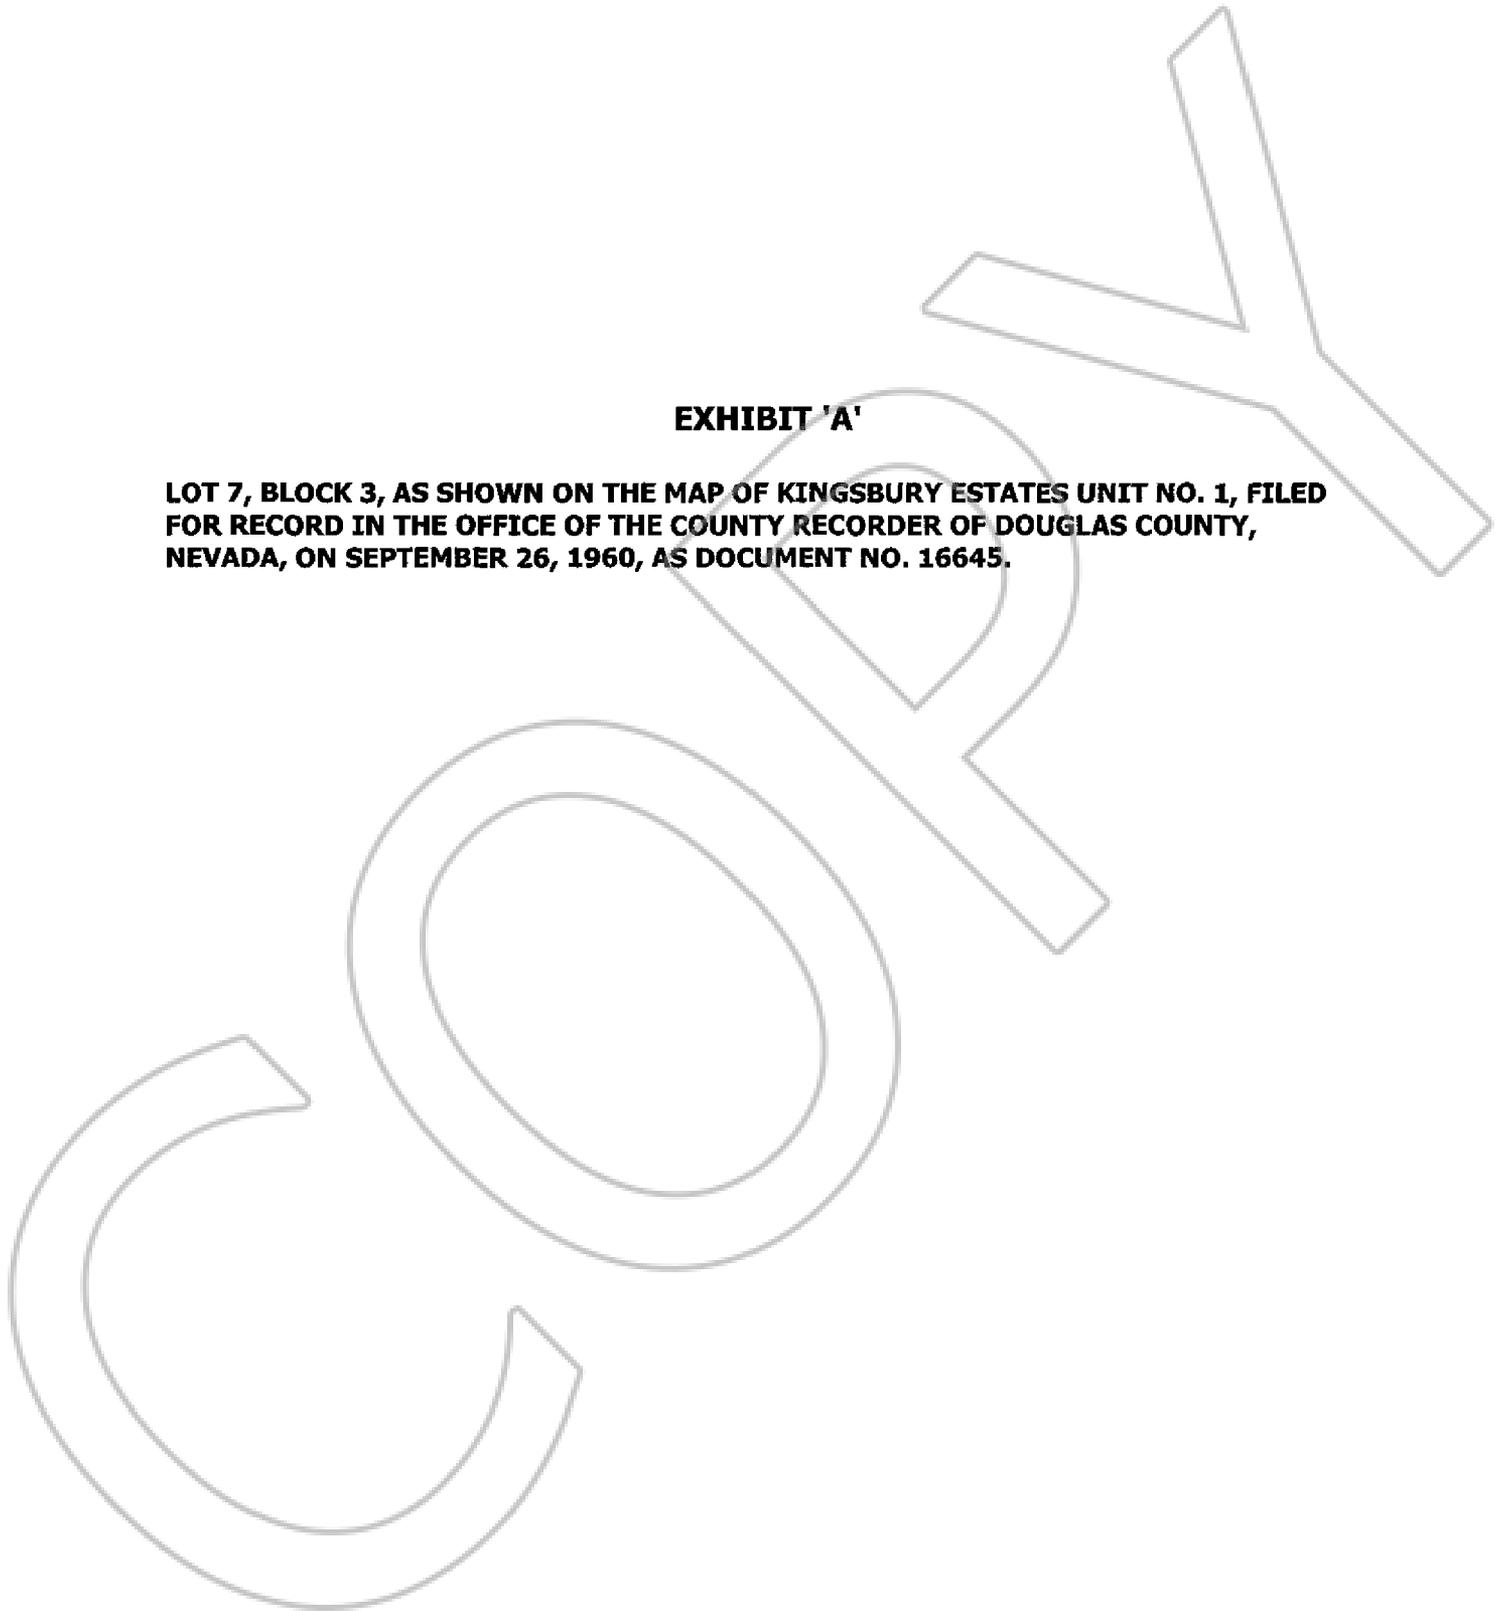 EXHIBIT 'A'
LOT 7, BLOCK 3, AS SHOWN ON THE MAP OF KINGSBURY ESTATES UNIT NO. 1, FILED
FOR RECORD IN THE OFFICE OF THE COUNTY RECORDER OF DOUGLAS COUNTY,
NEVADA, ON SEPTEMBER 26, 1960, AS DOCUMENT NO. 16645.
COPY